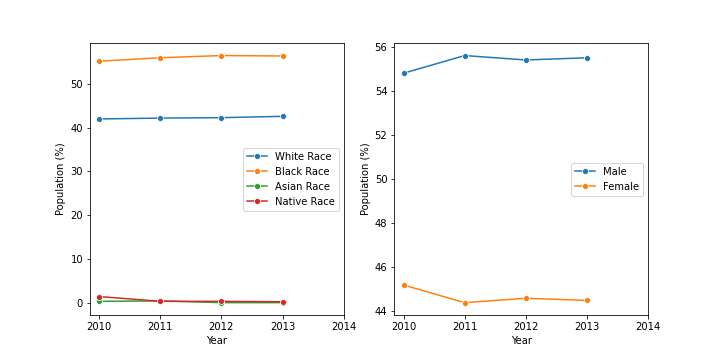 Population (%)
50
40
30
20
10
0
2010 2011 2012 2013 2014
Year
White Race
Black Race
Asian Race
Native Race
Population (%)
56
54
52
50
48
46
44
2010 2011 2012 2013 2014
Year
Male
Female